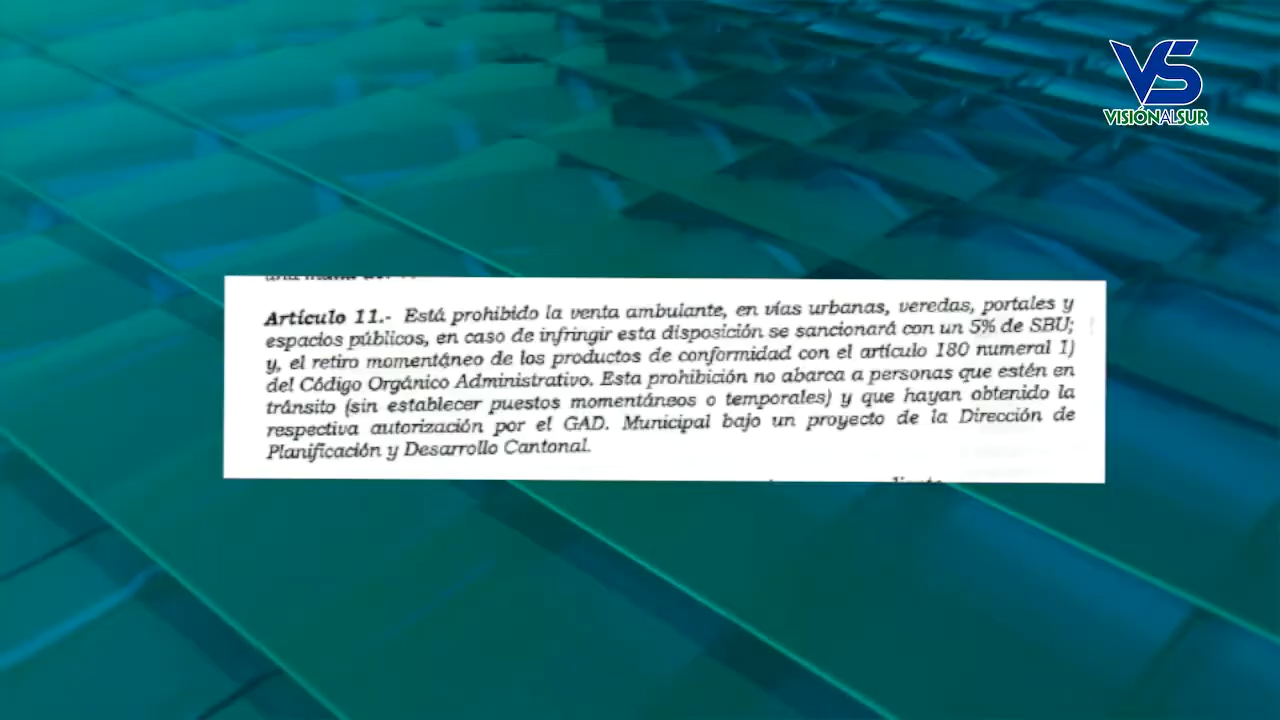 VS
VISIÓNALSUR
Artículo 11.- Está prohibido la venta ambulante, en vías urbanas, veredas, portales y
espacios públicos, en caso de infringir esta disposición se sancionará con un 5% de SBU;
y, el retiro momentáneo de los productos de conformidad con el artículo 180 numeral 1)
del Código Orgánico Administrativo. Esta prohibición no abarca a personas que estén en
tránsito (sin establecer puestos momentáneos o temporales) y que hayan obtenido la
respectiva autorización por el GAD. Municipal bajo un proyecto de la Dirección de
Planificación y Desarrollo Cantonal.